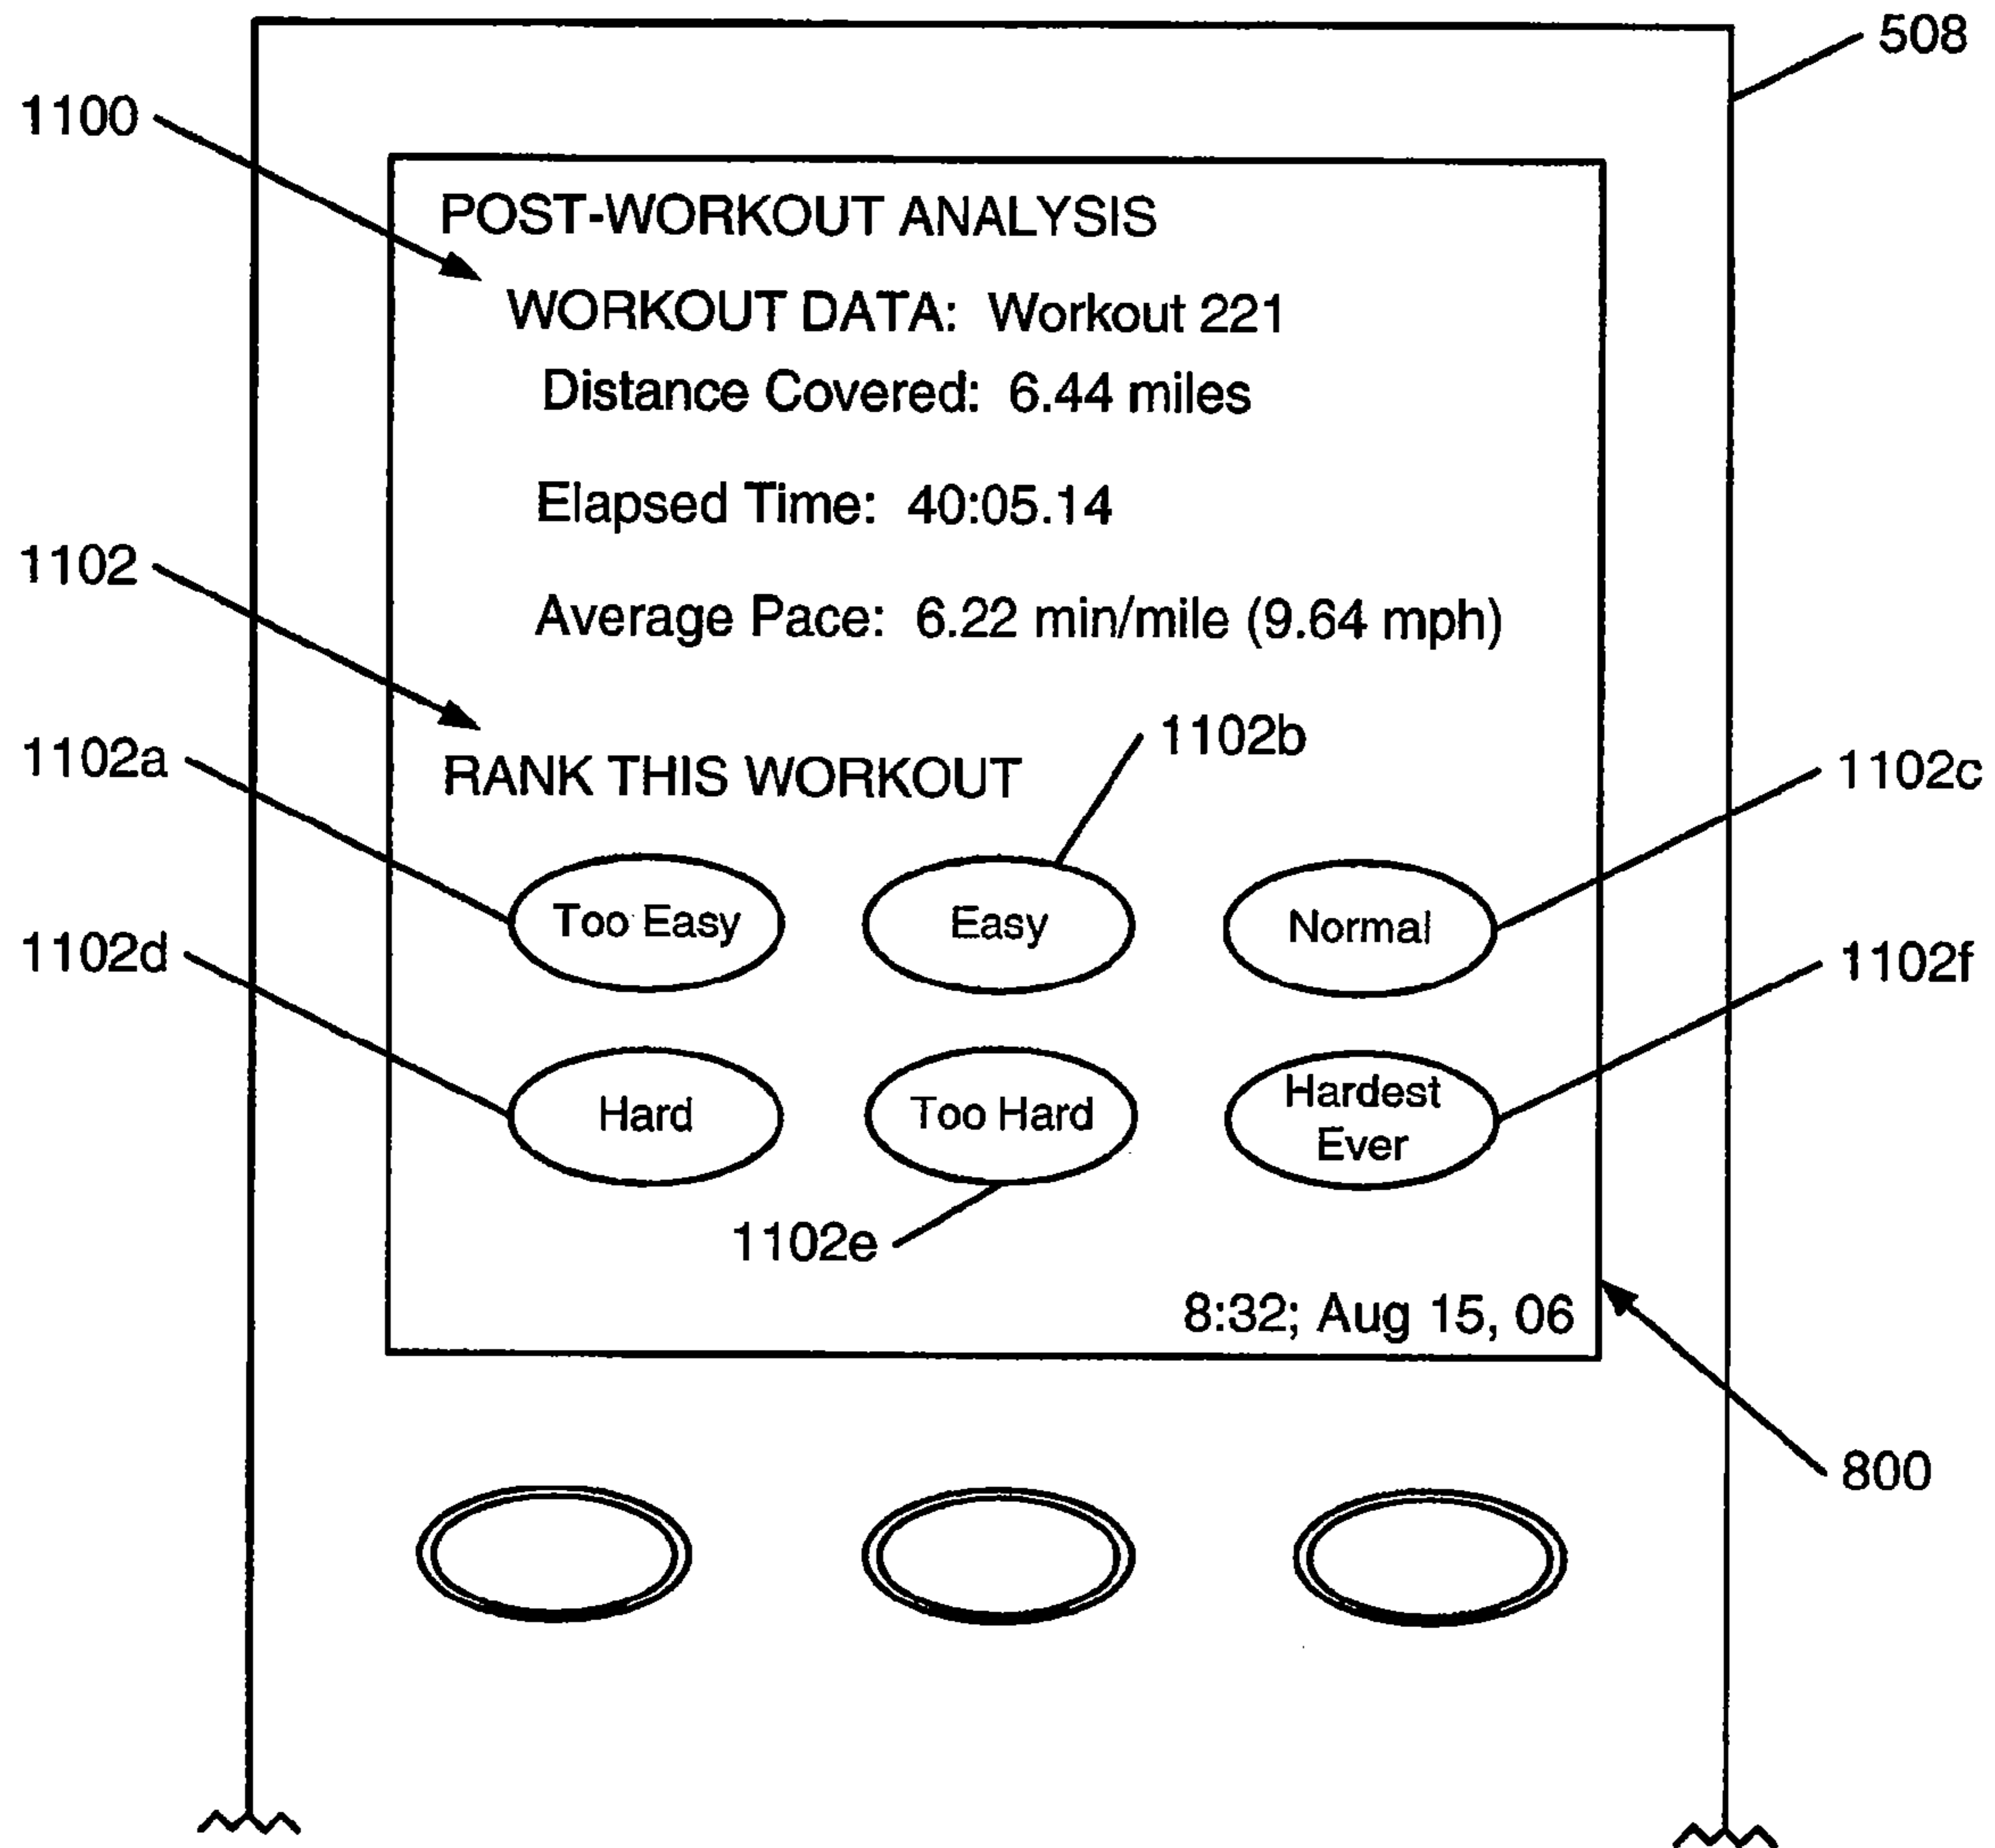 508
1100
POST-WORKOUT ANALYSIS
WORKOUT DATA: Workout 221
Distance Covered: 6.44 miles
Elapsed Time: 40:05.14
1102
Average Pace: 6.22 min/mile (9.64 mph)
1102b
1102a
RANK THIS WORKOUT
1102c
Too Easy
Easy
Normal
1102d
1102f
Hard
Too Hard
Hardest
Ever
1102e
8:32; Aug 15, 06
800